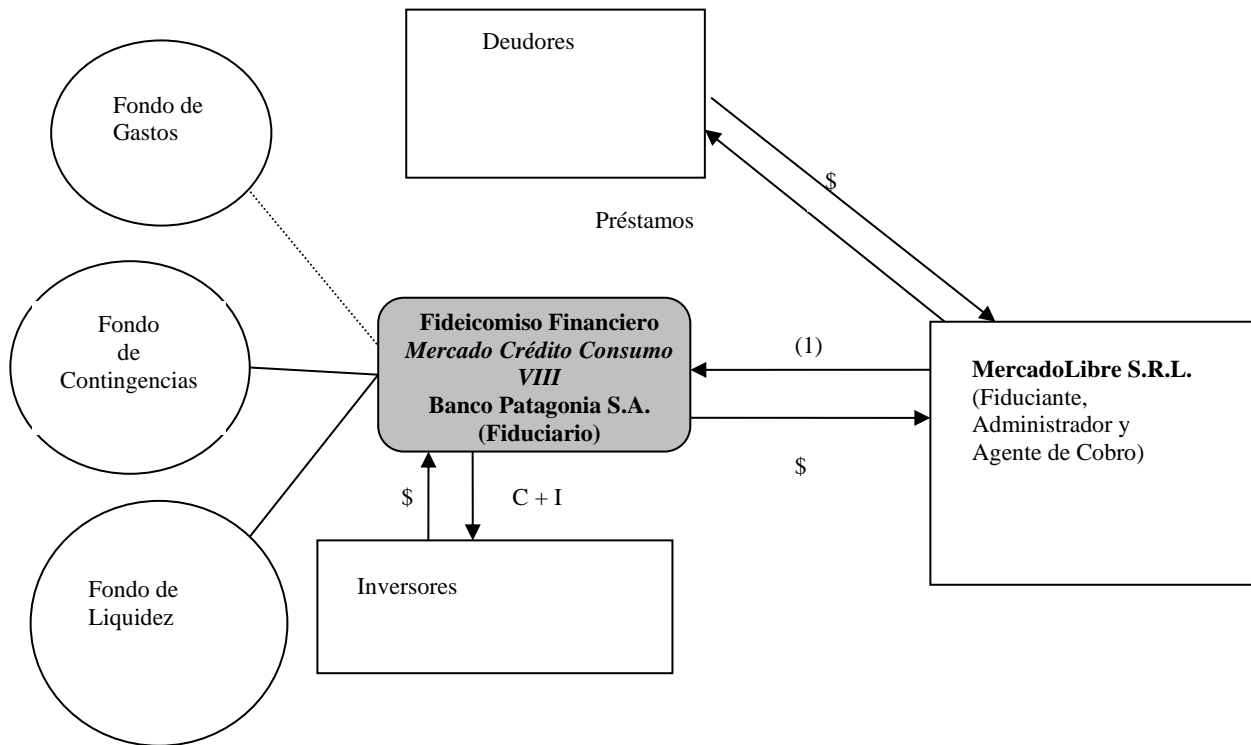 Deudores
Fondo de
Gastos
$
Préstamos
Fondo
de
Contingencias
Fideicomiso Financiero
Mercado Crédito Consumo
VIII
Banco Patagonia S.A.
(Fiduciario)
(1)
$
MercadoLibre S.R.L.
(Fiduciante,
Administrador y
Agente de Cobro)
$
C + I
Inversores
Fondo de
Liquidez